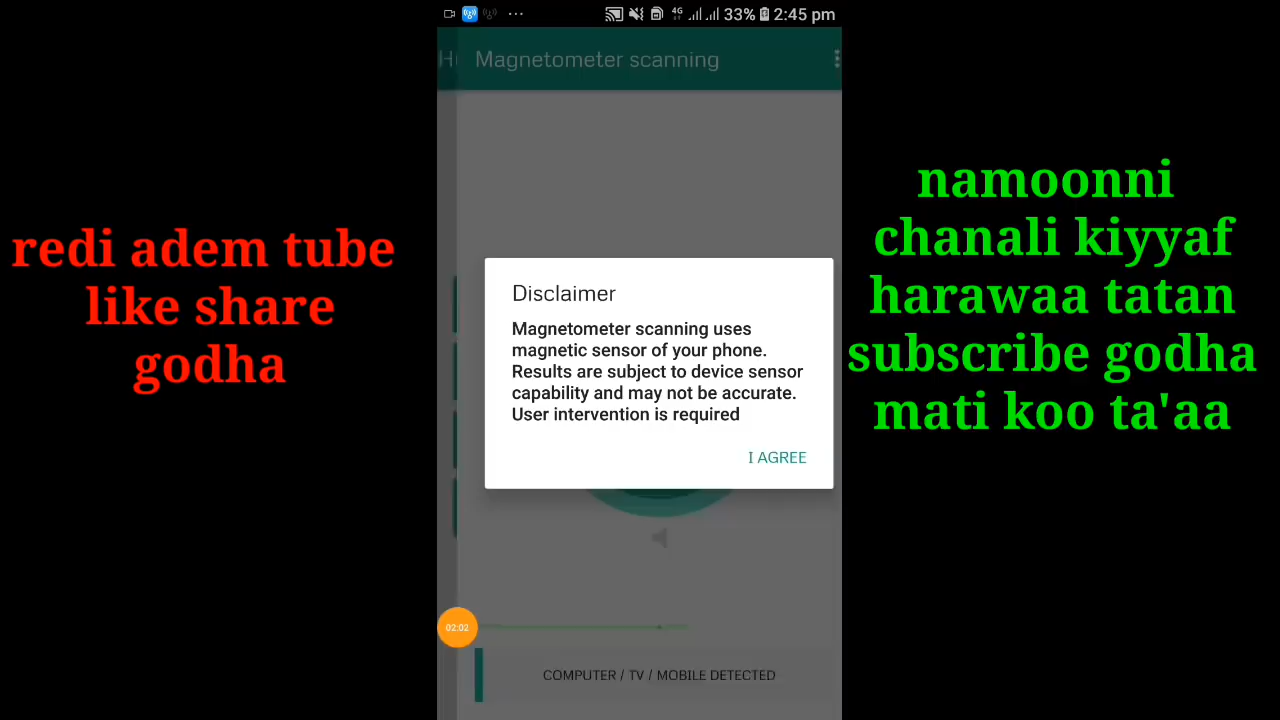 4G 33% 2:45 pm
Hi Magnetometer scanning
redi adem tube
like share
godha
Disclaimer
Magnetometer scanning uses
magnetic sensor of your phone.
Results are subject to device sensor
capability and may not be accurate.
User intervention is required
I AGREE
namoonni
chanali kiyyaf
harawaa tatan
subscribe godha
mati koo ta'aa
02:02
COMPUTER / TV / MOBILE DETECTED